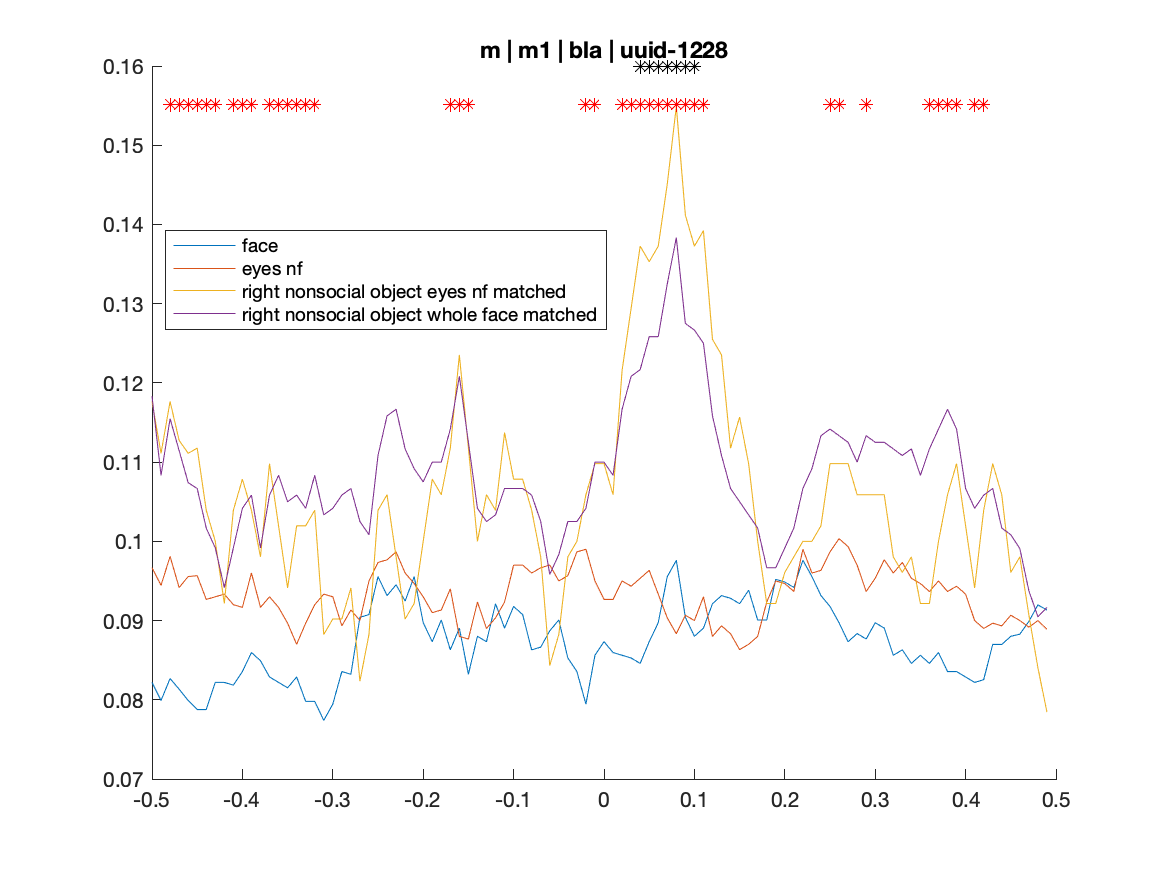 m | m1 | bla | uuid-1228
0.16
0.15
0.14
0.13
0.12
0.11
0.1
0.09
0.08
0.07
face
eyes nf
right nonsocial object eyes nf matched
right nonsocial object whole face matched
-0.5 -0.4 -0.3 -0.2 -0.1 0 0.1 0.2 0.3 0.4 0.5